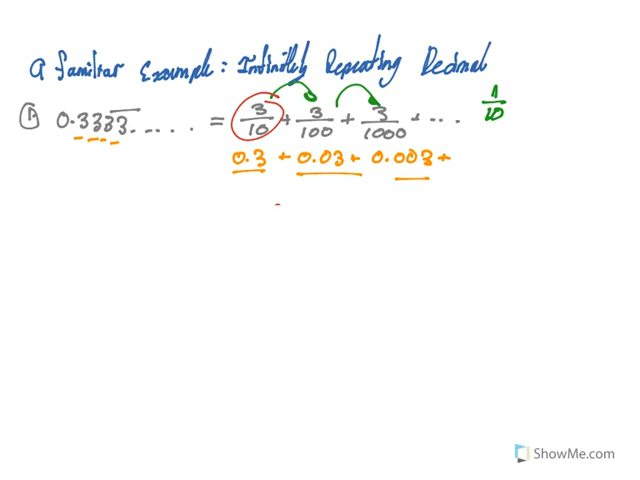 A familiar Example: Infinitely Repeating Decimal
① 0.3333..... = 3/10 + 3/100 + 3/1000 + ... 1/10
0.3 + 0.03 + 0.003 +
ShowMe.com